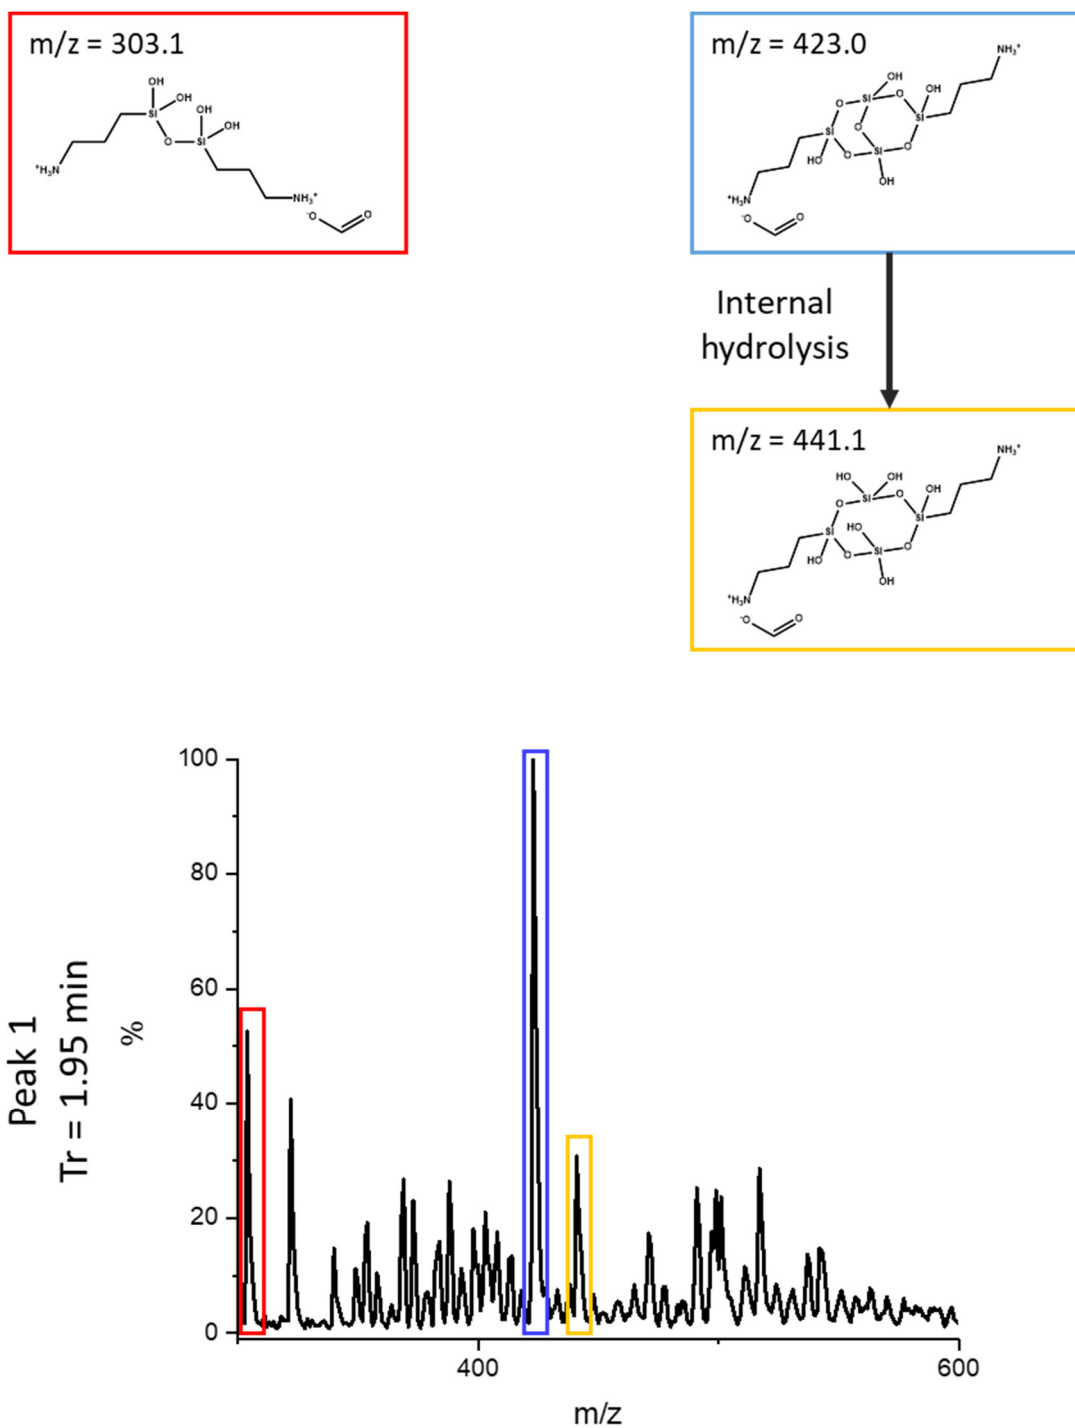 m/z = 303.1
OH
OH
OH
Si
OH
O
Si
⁺H₃N
NH₃⁺
⁻O
O
m/z = 423.0
NH₃⁺
OH
OH
O
Si
O
Si
O
Si
Si
HO
O
O
OH
⁺H₃N
⁻O
O
Internal
hydrolysis
m/z = 441.1
NH₃⁺
HO
OH
OH
O
Si
O
Si
HO
Si
Si
HO
O
O
OH
⁺H₃N
⁻O
O
Peak 1
Tr = 1.95 min
%
100
80
60
40
20
0
400
600
m/z